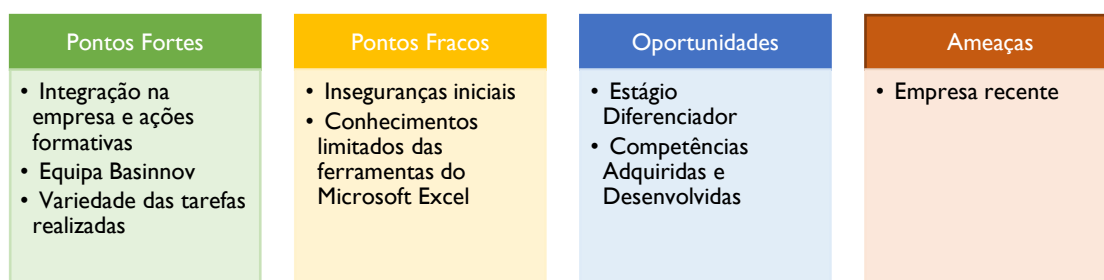 Pontos Fortes
• Integração na
empresa e ações
formativas
• Equipa Basinnov
• Variedade das tarefas
realizadas
Pontos Fracos
• Inseguranças iniciais
• Conhecimentos
limitados das
ferramentas do
Microsoft Excel
Oportunidades
• Estágio
Diferenciador
• Competências
Adquiridas e
Desenvolvidas
Ameaças
• Empresa recente